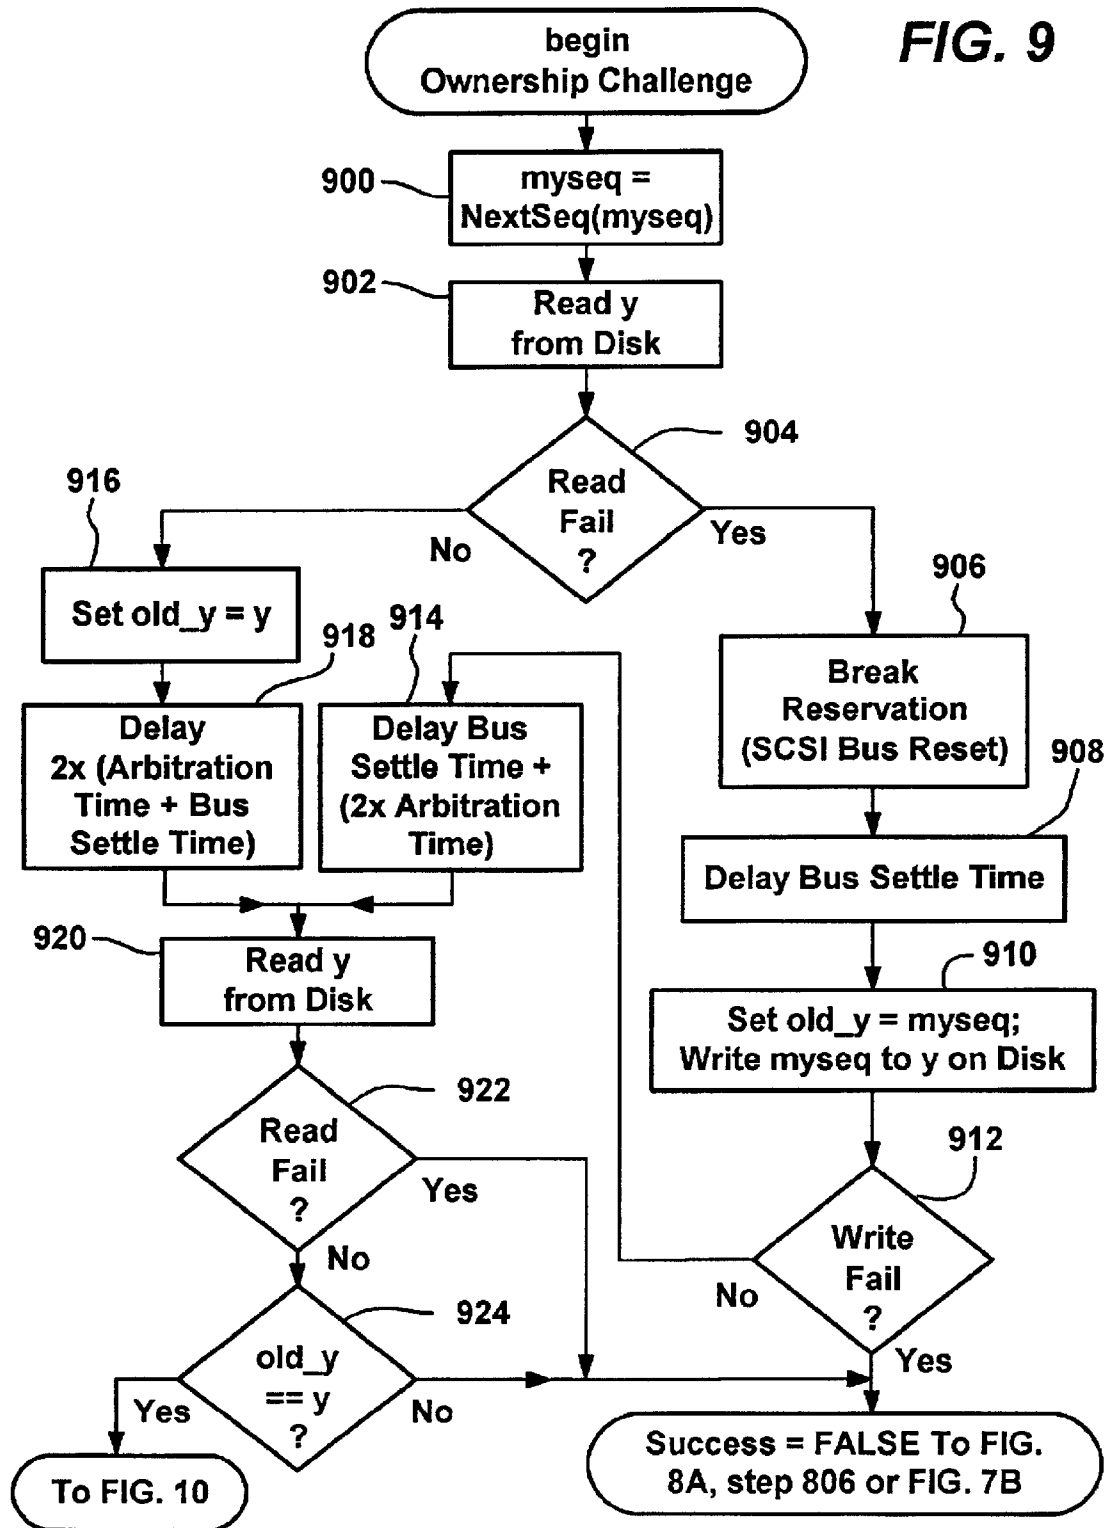 FIG. 9
begin
Ownership Challenge
900
myseq =
NextSeq(myseq)
902
Read y
from Disk
904
Read
Fail
?
No
Yes
916
Set old_y = y
906
Break
Reservation
(SCSI Bus Reset)
918
Delay
2x (Arbitration
Time + Bus
Settle Time)
914
Delay Bus
Settle Time +
(2x Arbitration
Time)
908
Delay Bus Settle Time
920
Read y
from Disk
910
Set old_y = myseq;
Write myseq to y on Disk
922
Read
Fail
?
Yes
No
912
Write
Fail
?
No
Yes
924
old_y
== y
?
Yes
No
To FIG. 10
Success = FALSE To FIG.
8A, step 806 or FIG. 7B